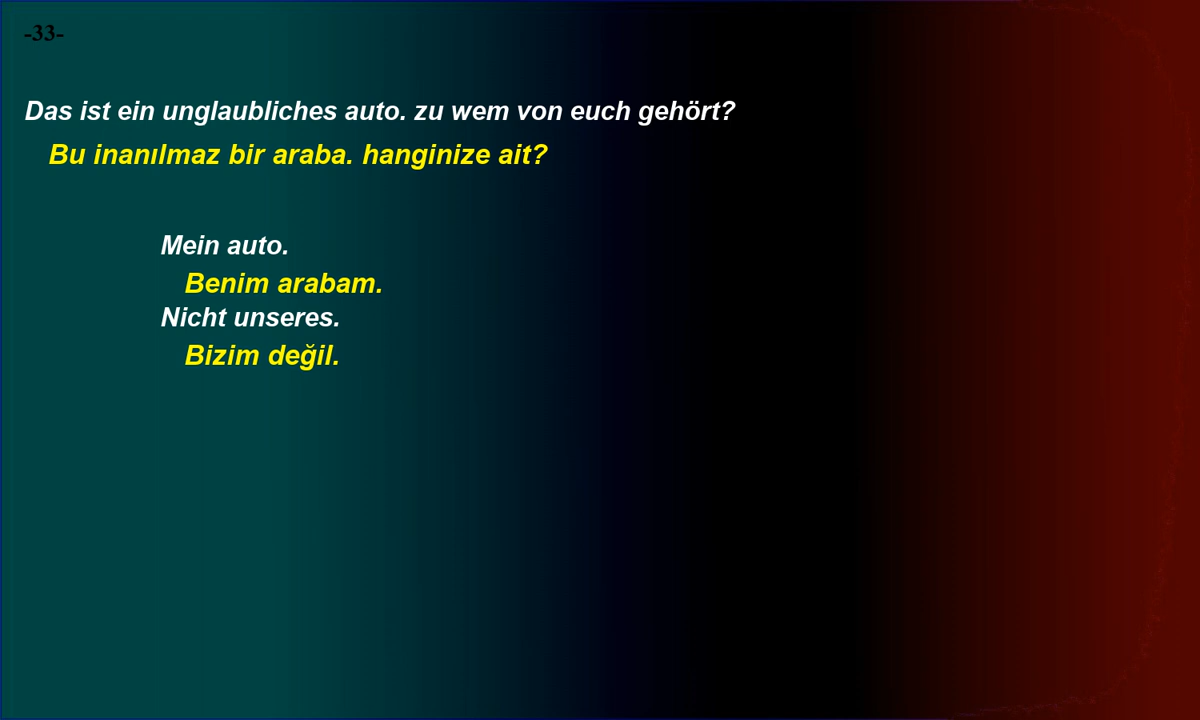 -33-
Das ist ein unglaubliches auto. zu wem von euch gehört?
Bu inanılmaz bir araba. hanginize ait?
Mein auto.
Benim arabam.
Nicht unseres.
Bizim değil.